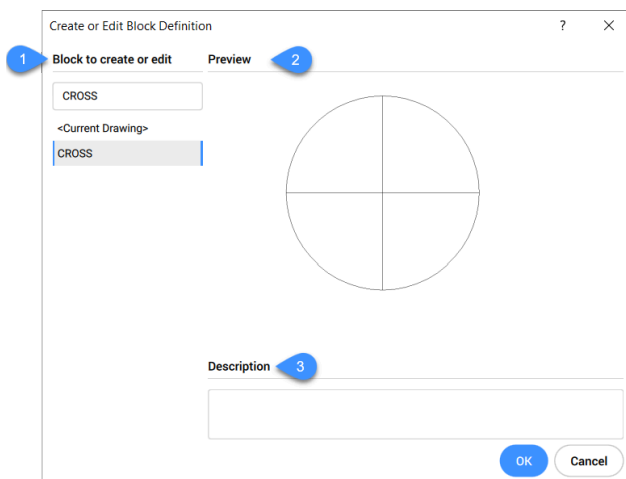 Create or Edit Block Definition ? ×
1 Block to create or edit Preview 2
CROSS
<Current Drawing>
CROSS
Description 3
OK Cancel